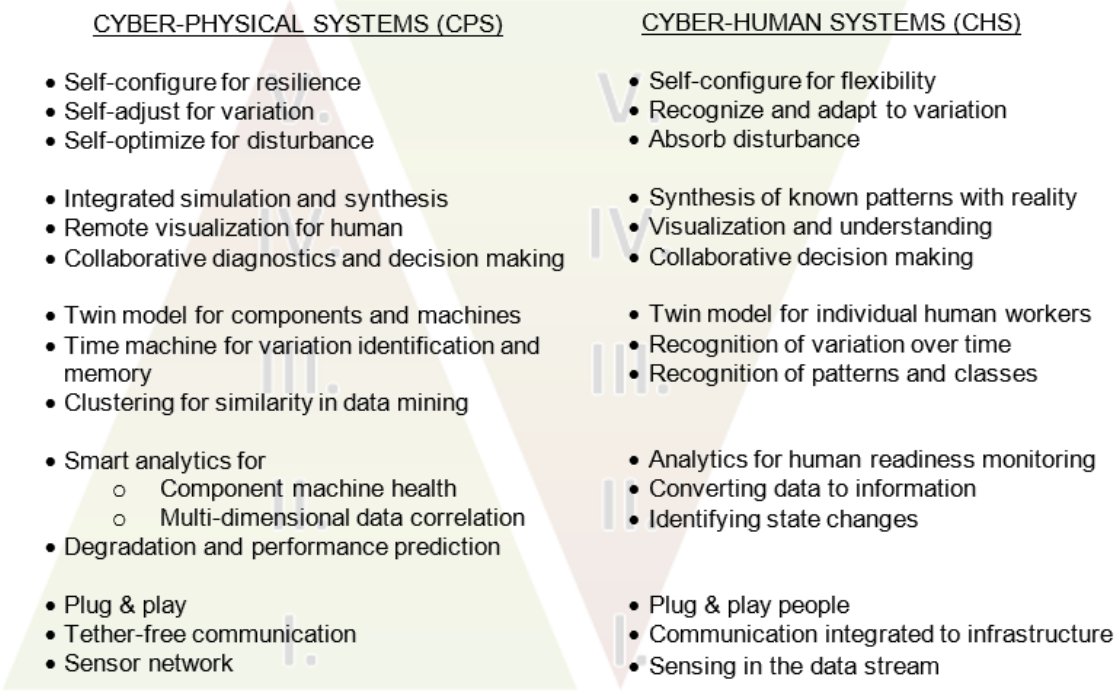 CYBER-PHYSICAL SYSTEMS (CPS)
• Self-configure for resilience
• Self-adjust for variation
• Self-optimize for disturbance
V.
• Integrated simulation and synthesis
• Remote visualization for human
• Collaborative diagnostics and decision making
IV.
• Twin model for components and machines
• Time machine for variation identification and
memory
• Clustering for similarity in data mining
III.
• Smart analytics for
o Component machine health
o Multi-dimensional data correlation
• Degradation and performance prediction
II.
• Plug & play
• Tether-free communication
• Sensor network
I.
CYBER-HUMAN SYSTEMS (CHS)
• Self-configure for flexibility
• Recognize and adapt to variation
• Absorb disturbance
V.
• Synthesis of known patterns with reality
• Visualization and understanding
• Collaborative decision making
IV.
• Twin model for individual human workers
• Recognition of variation over time
• Recognition of patterns and classes
III.
• Analytics for human readiness monitoring
• Converting data to information
• Identifying state changes
II.
• Plug & play people
• Communication integrated to infrastructure
• Sensing in the data stream
I.